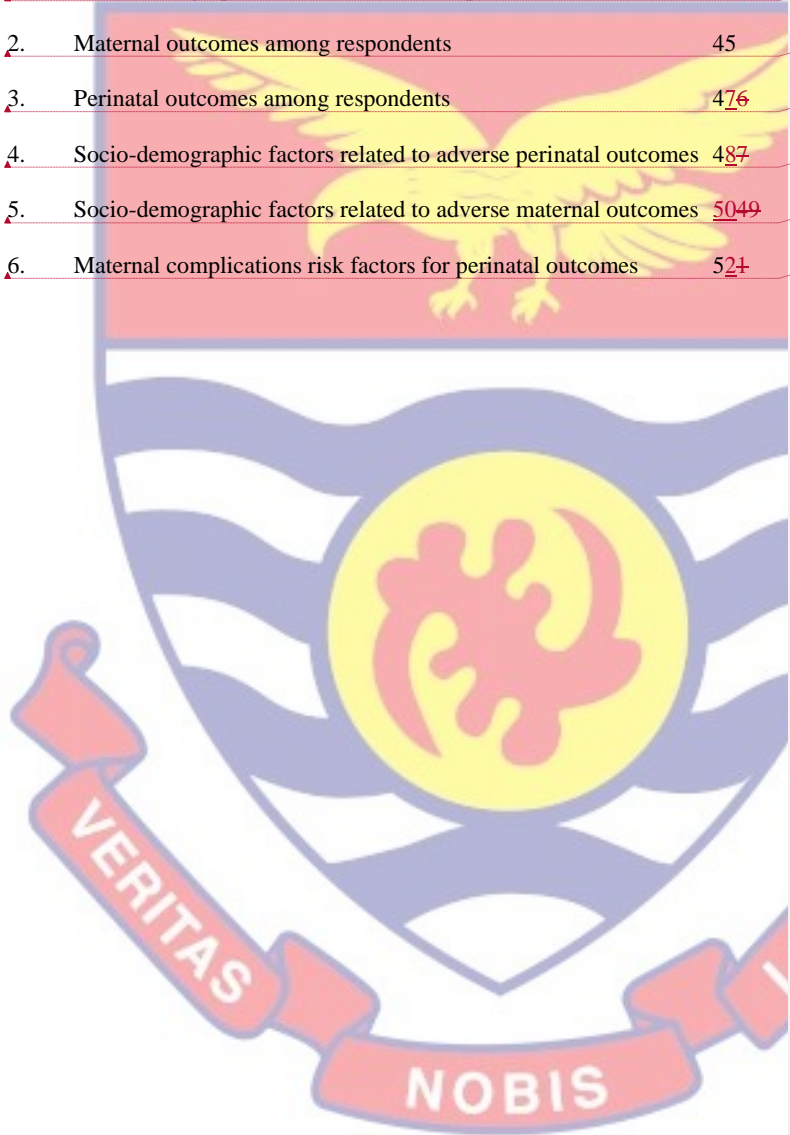 2. Maternal outcomes among respondents 45
3. Perinatal outcomes among respondents 476
4. Socio-demographic factors related to adverse perinatal outcomes 487
5. Socio-demographic factors related to adverse maternal outcomes 5049
6. Maternal complications risk factors for perinatal outcomes 521
VERITAS
NOBIS